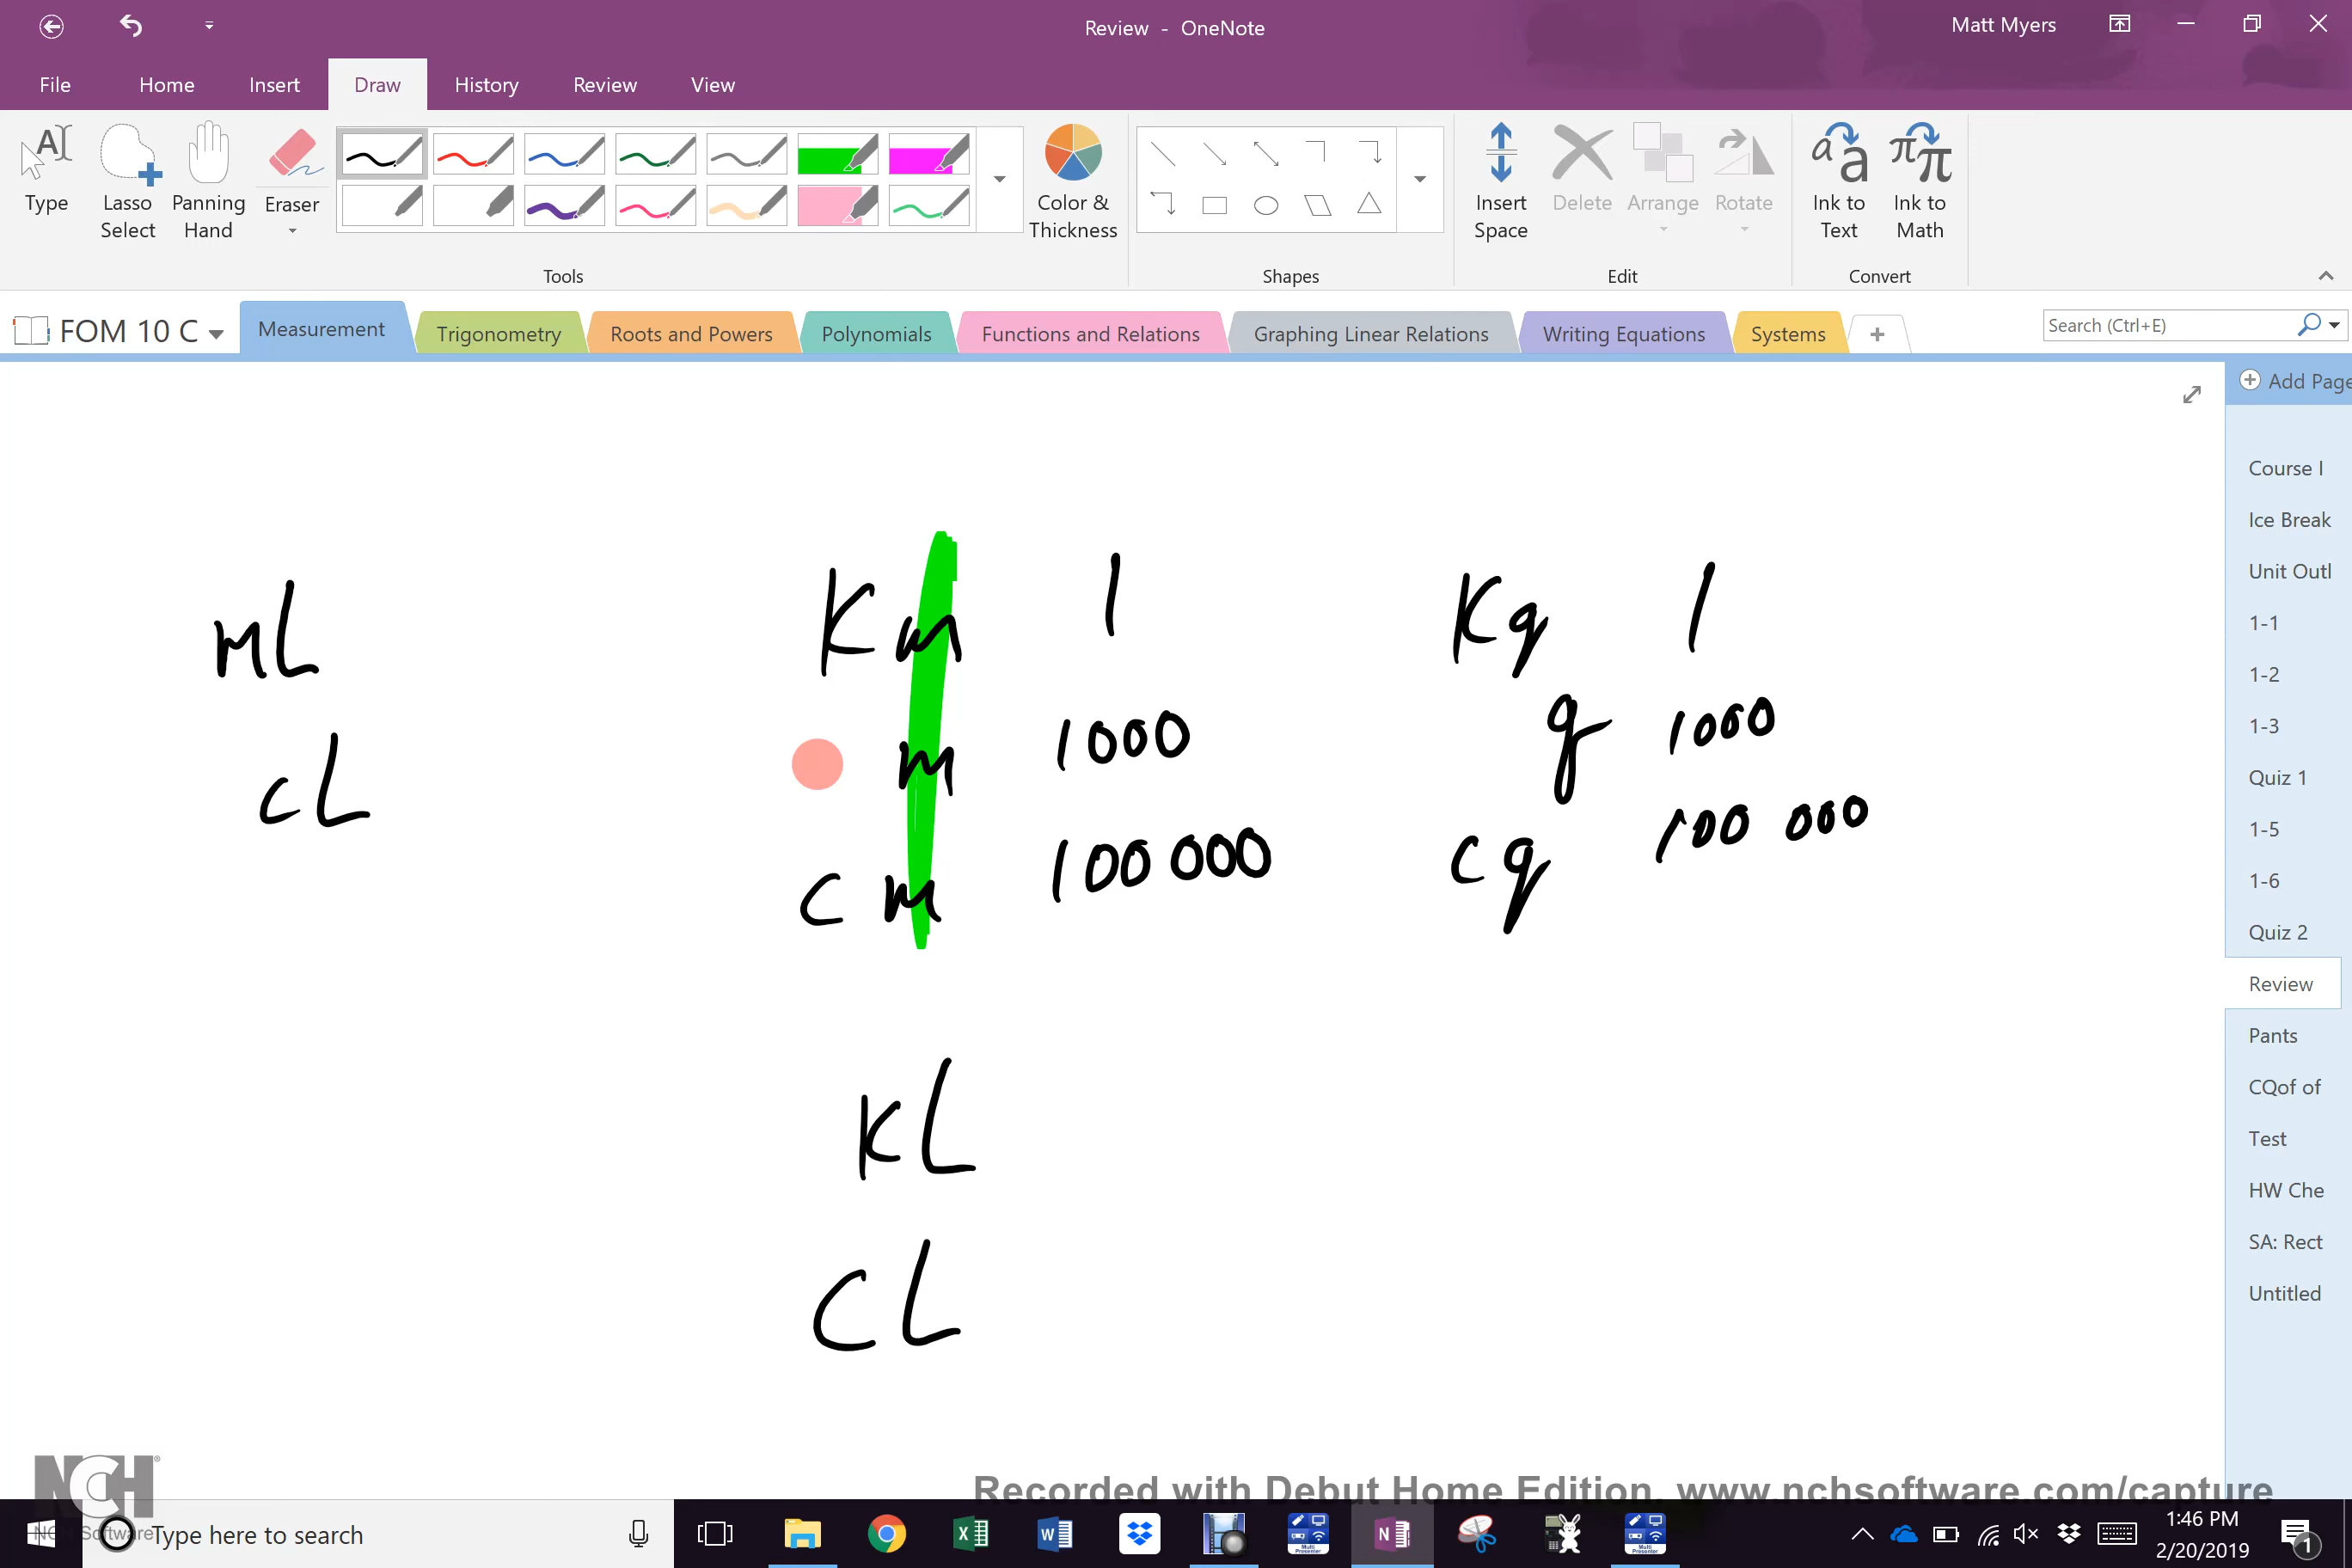 Review - OneNote
Matt Myers
File Home Insert Draw History Review View
Type
Lasso Select
Panning Hand
Eraser
Color & Thickness
Insert Space
Delete
Arrange
Rotate
Ink to Text
Ink to Math
Tools
Shapes
Edit
Convert
FOM 10 C
Measurement
Trigonometry
Roots and Powers
Polynomials
Functions and Relations
Graphing Linear Relations
Writing Equations
Systems
Search (Ctrl+E)
Add Page
Course I
Ice Break
Unit Outl
1-1
1-2
1-3
Quiz 1
1-5
1-6
Quiz 2
Review
Pants
CQof of
Test
HW Che
SA: Rect
Untitled
mL
cL
Km 1
m 1000
cm 100 000
Kg 1
g 1000
cg 100 000
KL
CL
NCH
NCH Software
Recorded with Debut Home Edition. www.nchsoftware.com/capture
Type here to search
1:46 PM
2/20/2019
1